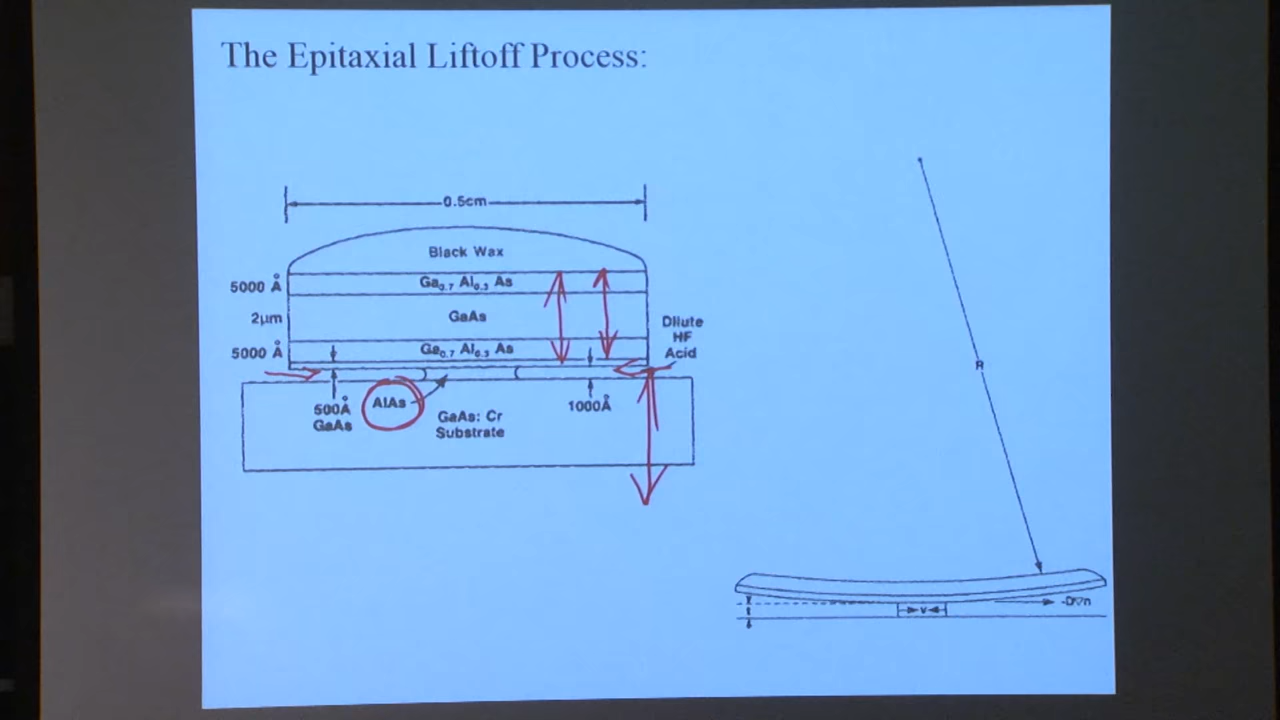 The Epitaxial Liftoff Process:
0.5cm
Black Wax
5000 Å
Ga0.7 Al0.3 As
2μm
GaAs
5000 Å
Ga0.7 Al0.3 As
Dilute
HF
Acid
500Å
GaAs
AlAs
GaAs: Cr
Substrate
1000Å
R
v
-D∇n